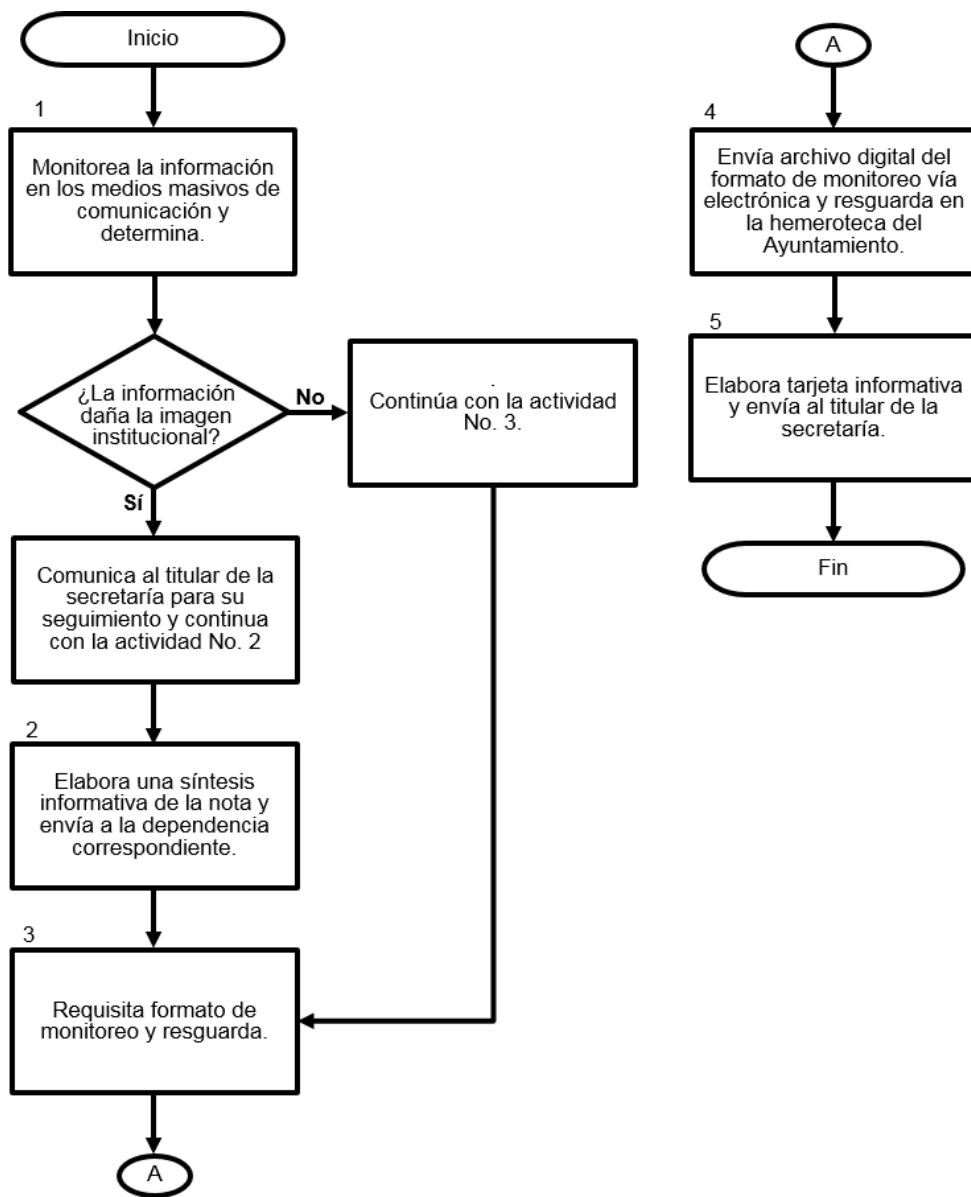 Inicio
1
Monitorea la información
en los medios masivos de
comunicación y
determina.
¿La información
daña la imagen
institucional?
No
.
Continúa con la actividad
No. 3.
Sí
Comunica al titular de la
secretaría para su
seguimiento y continua
con la actividad No. 2
2
Elabora una síntesis
informativa de la nota y
envía a la dependencia
correspondiente.
3
Requisita formato de
monitoreo y resguarda.
A
A
4
Envía archivo digital del
formato de monitoreo vía
electrónica y resguarda en
la hemeroteca del
Ayuntamiento.
5
Elabora tarjeta informativa
y envía al titular de la
secretaría.
Fin